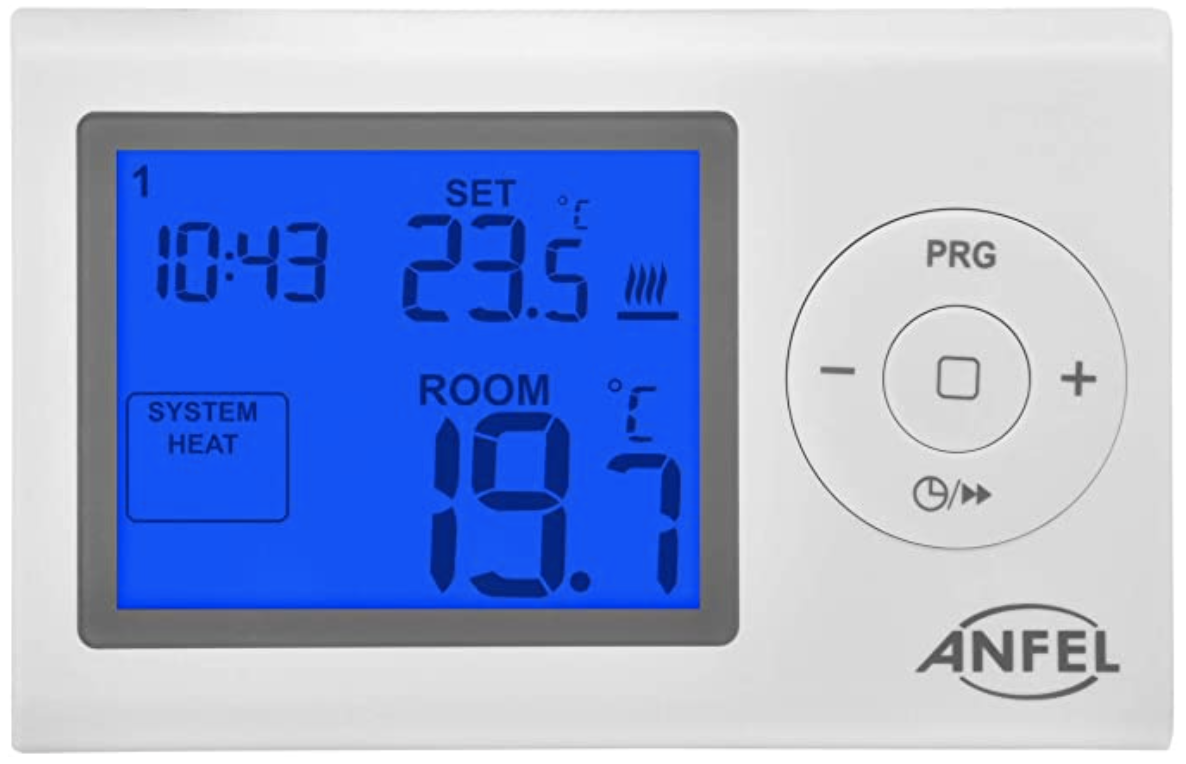 1
10:43
SET
23.5 °C
SYSTEM
HEAT
ROOM
19.7 °C
PRG
−
+
/
ANFEL